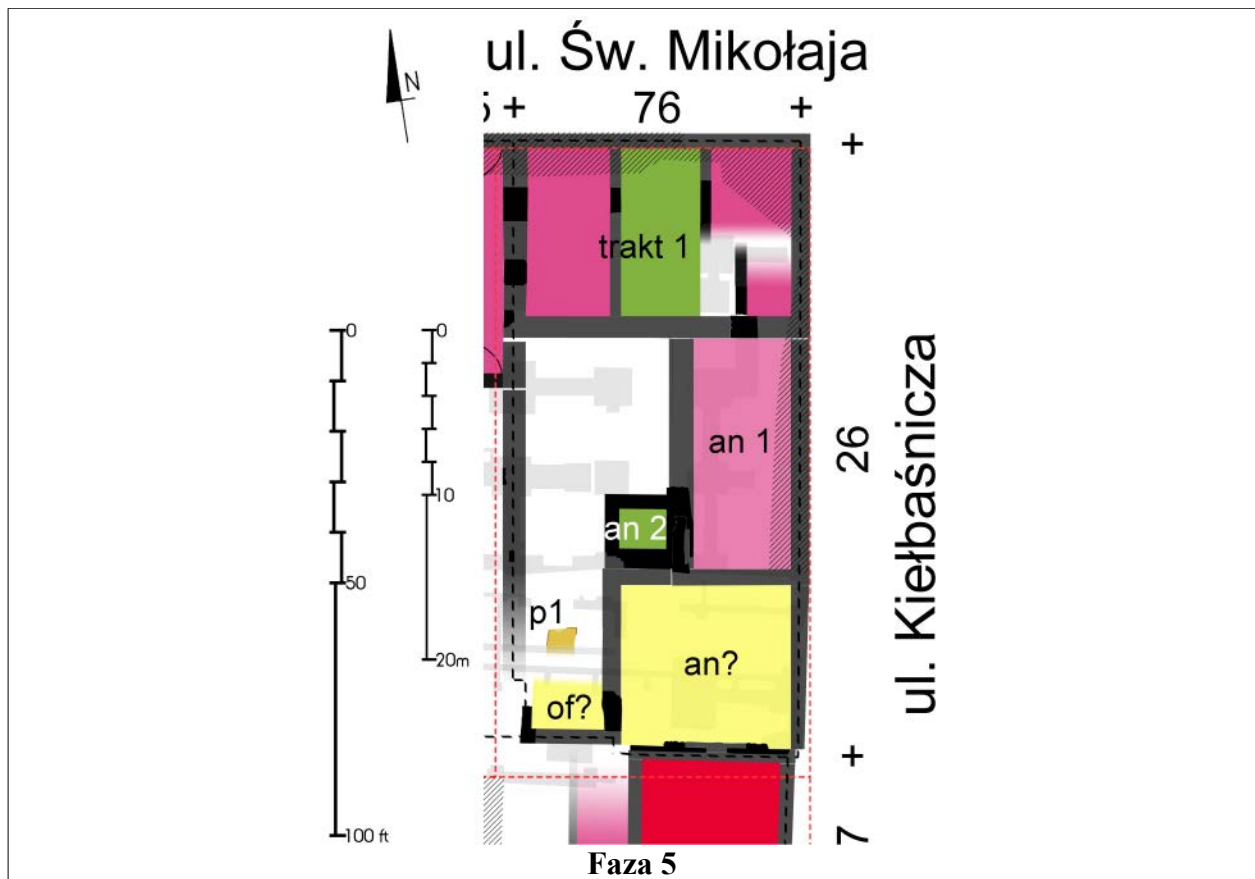 ul. Św. Mikołaja
N
5 + 76 + +
trakt 1
0 0
an 1
26
ul. Kiełbaśnicza
10
an 2
50
p1
20m
an?
of?
+
100 ft
7
Faza 5